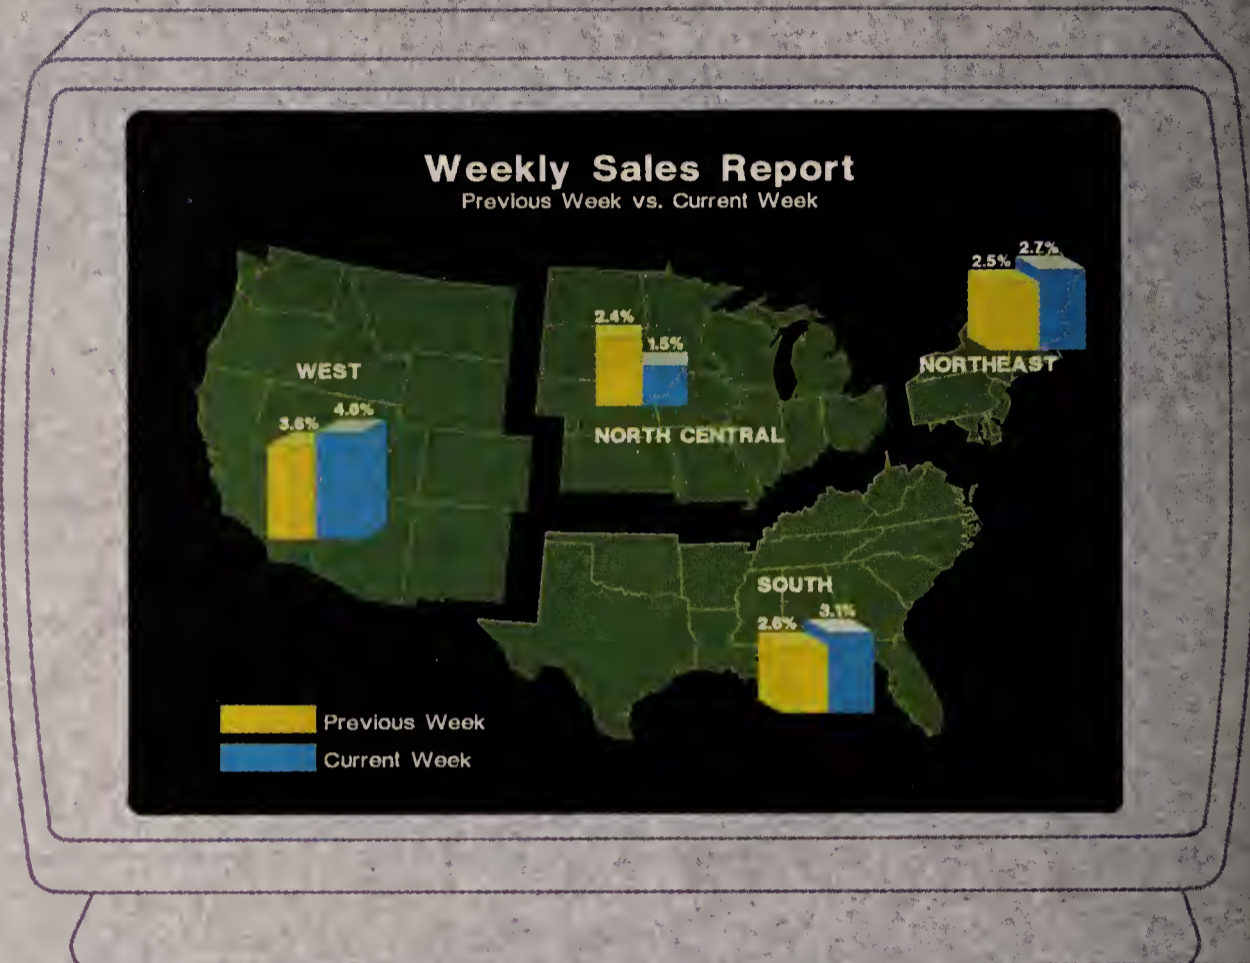 Weekly Sales Report
Previous Week vs. Current Week
2.7%
2.5%
2.4%
1.5%
NORTHEAST
WEST
4.0%
3.6%
NORTH CENTRAL
SOUTH
3.1%
2.6%
Previous Week
Current Week